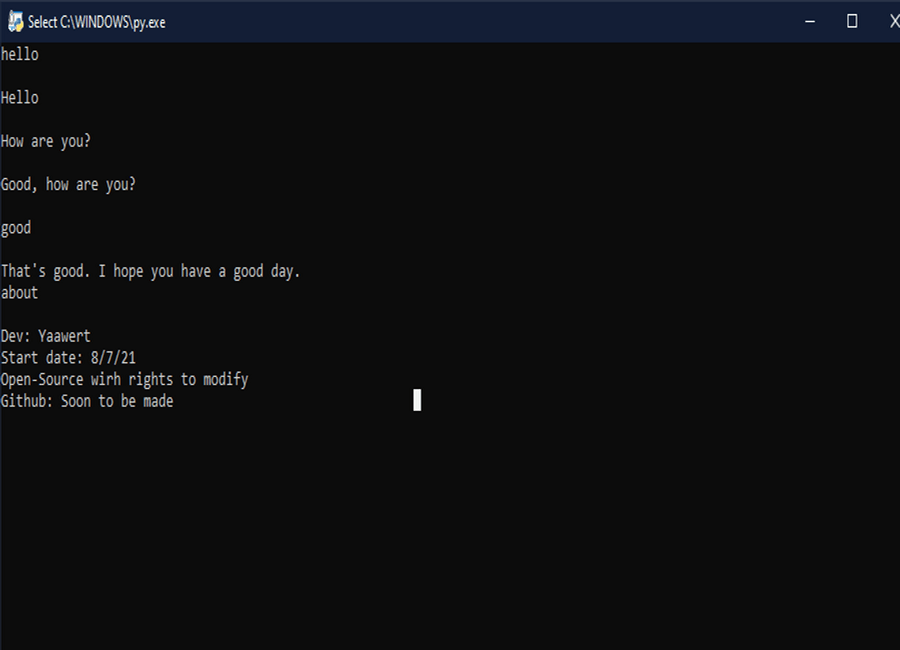 Select C:\WINDOWS\py.exe
hello
Hello
How are you?
Good, how are you?
good
That's good. I hope you have a good day.
about
Dev: Yaawert
Start date: 8/7/21
Open-Source wirh rights to modify
Github: Soon to be made